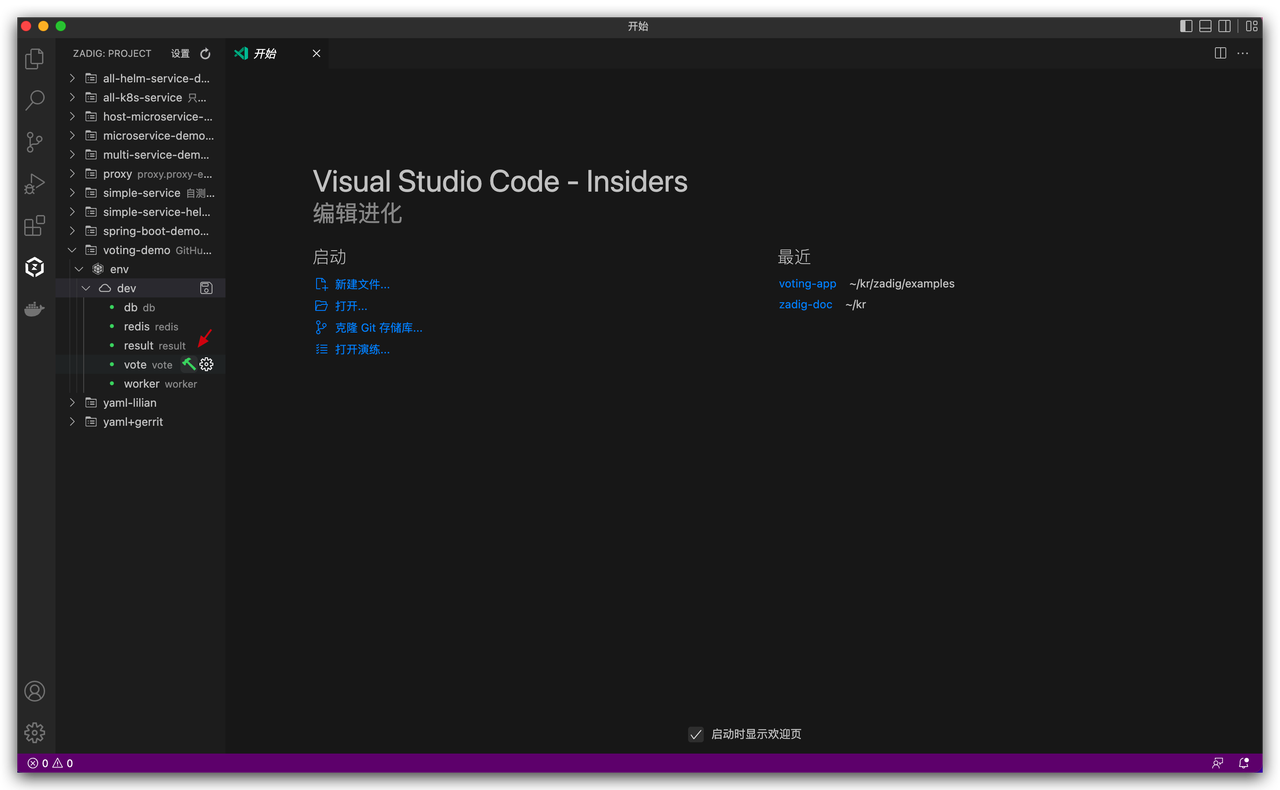 开始
ZADIG: PROJECT 设置
all-helm-service-d...
all-k8s-service 只...
host-microservice-...
microservice-demo...
multi-service-dem...
proxy proxy.proxy-e...
simple-service 自测...
simple-service-hel...
spring-boot-demo...
voting-demo GitHu...
env
dev
db db
redis redis
result result
vote vote
worker worker
yaml-lilian
yaml+gerrit
开始
Visual Studio Code - Insiders
编辑进化
启动
新建文件...
打开...
克隆 Git 存储库...
打开演练...
最近
voting-app ~/kr/zadig/examples
zadig-doc ~/kr
启动时显示欢迎页
0 0